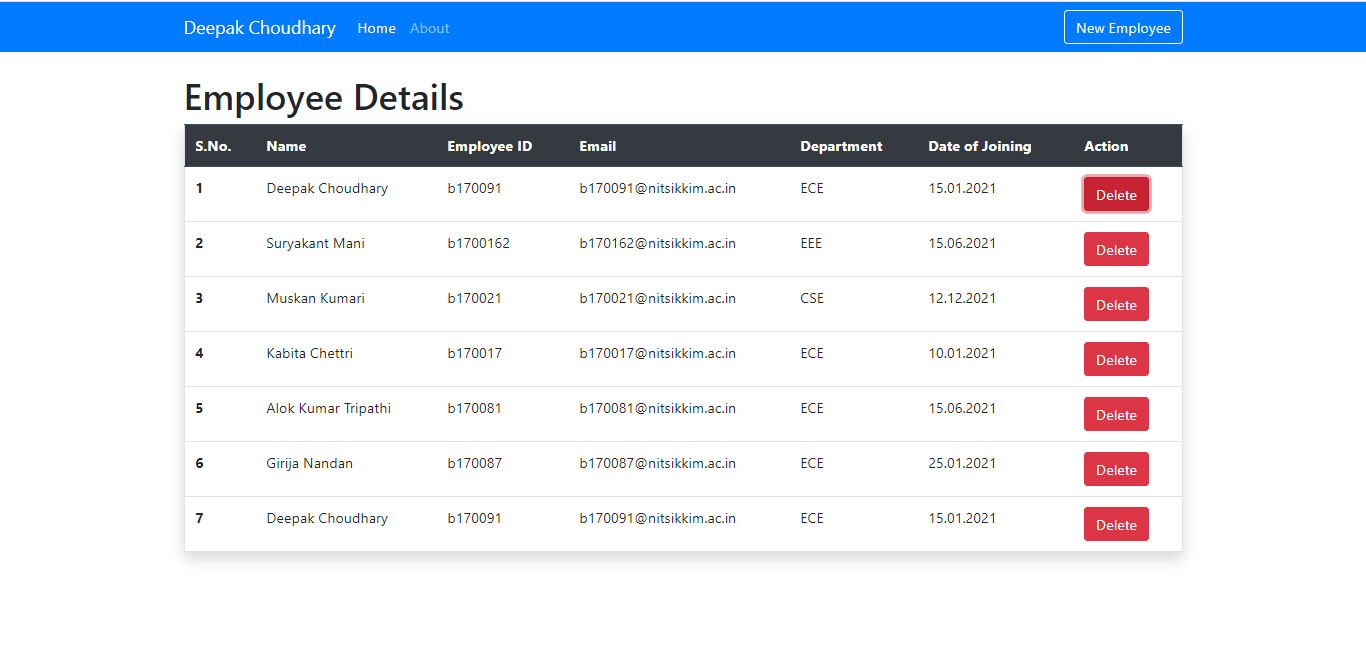 Deepak Choudhary Home About New Employee
Employee Details
S.No. Name Employee ID Email Department Date of Joining Action
1 Deepak Choudhary b170091 b170091@nitsikkim.ac.in ECE 15.01.2021 Delete
2 Suryakant Mani b1700162 b170162@nitsikkim.ac.in EEE 15.06.2021 Delete
3 Muskan Kumari b170021 b170021@nitsikkim.ac.in CSE 12.12.2021 Delete
4 Kabita Chettri b170017 b170017@nitsikkim.ac.in ECE 10.01.2021 Delete
5 Alok Kumar Tripathi b170081 b170081@nitsikkim.ac.in ECE 15.06.2021 Delete
6 Girija Nandan b170087 b170087@nitsikkim.ac.in ECE 25.01.2021 Delete
7 Deepak Choudhary b170091 b170091@nitsikkim.ac.in ECE 15.01.2021 Delete